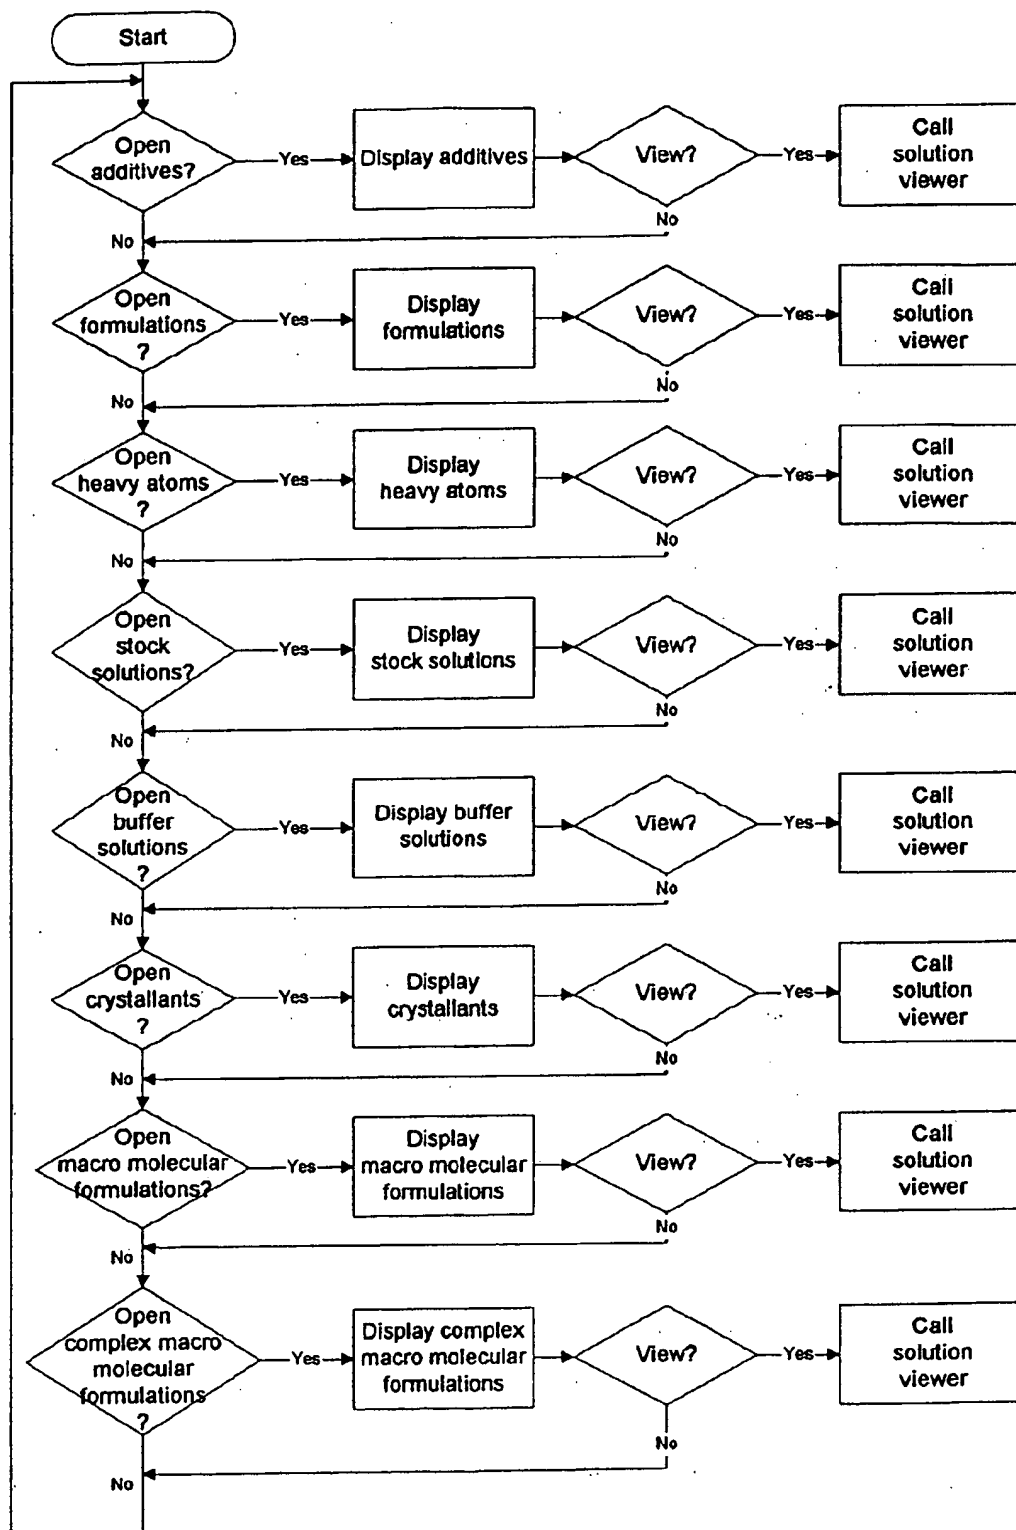 Start
Open
additives?
Yes
Display additives
View?
Yes
Call
solution
viewer
No
No
Open
formulations
?
Yes
Display
formulations
View?
Yes
Call
solution
viewer
No
No
Open
heavy atoms
?
Yes
Display
heavy atoms
View?
Yes
Call
solution
viewer
No
No
Open
stock
solutions?
Yes
Display
stock solutions
View?
Yes
Call
solution
viewer
No
No
Open
buffer
solutions
?
Yes
Display buffer
solutions
View?
Yes
Call
solution
viewer
No
No
Open
crystallants
?
Yes
Display
crystallants
View?
Yes
Call
solution
viewer
No
No
Open
macro molecular
formulations?
Yes
Display
macro molecular
formulations
View?
Yes
Call
solution
viewer
No
No
Open
complex macro
molecular
formulations
?
Yes
Display complex
macro molecular
formulations
View?
Yes
Call
solution
viewer
No
No